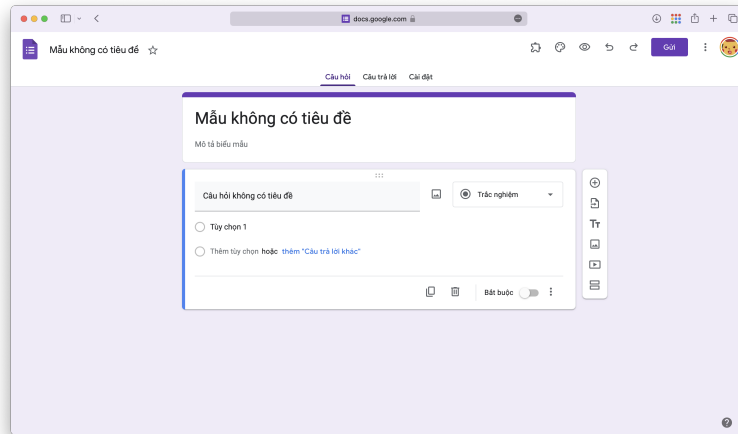 docs.google.com
Mẫu không có tiêu đề
Gửi
Câu hỏi Câu trả lời Cài đặt
Mẫu không có tiêu đề
Mô tả biểu mẫu
Câu hỏi không có tiêu đề
Trắc nghiệm
Tùy chọn 1
Thêm tùy chọn hoặc thêm "Câu trả lời khác"
Bắt buộc